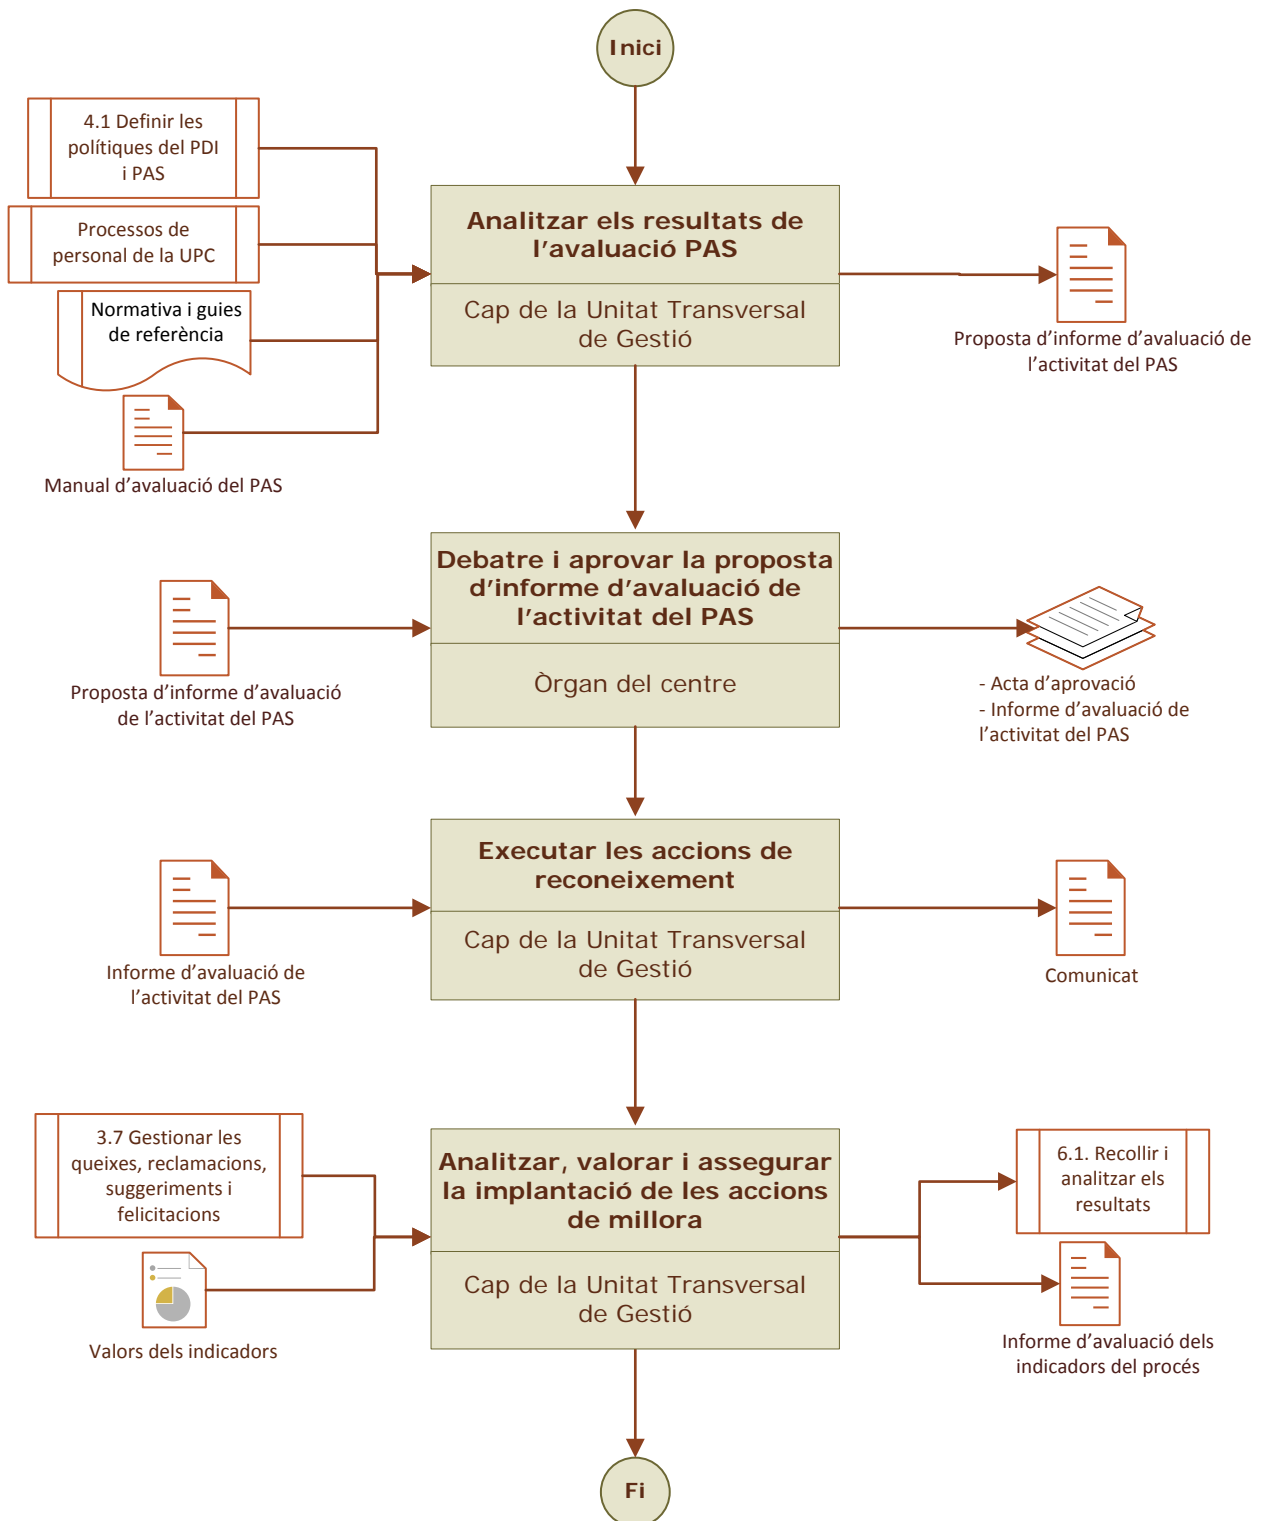 Inici
4.1 Definir les
polítiques del PDI
i PAS
Processos de
personal de la UPC
Normativa i guies
de referència
Manual d’avaluació del PAS
Analitzar els resultats de
l’avaluació PAS
Cap de la Unitat Transversal
de Gestió
Proposta d’informe d’avaluació de
l’activitat del PAS
Proposta d’informe d’avaluació
de l’activitat del PAS
Debatre i aprovar la proposta
d’informe d’avaluació de
l’activitat del PAS
Òrgan del centre
- Acta d’aprovació
- Informe d’avaluació de
l’activitat del PAS
Informe d’avaluació de
l’activitat del PAS
Executar les accions de
reconeixement
Cap de la Unitat Transversal
de Gestió
Comunicat
3.7 Gestionar les
queixes, reclamacions,
suggeriments i
felicitacions
Valors dels indicadors
Analitzar, valorar i assegurar
la implantació de les accions
de millora
Cap de la Unitat Transversal
de Gestió
6.1. Recollir i
analitzar els
resultats
Informe d’avaluació dels
indicadors del procés
Fi